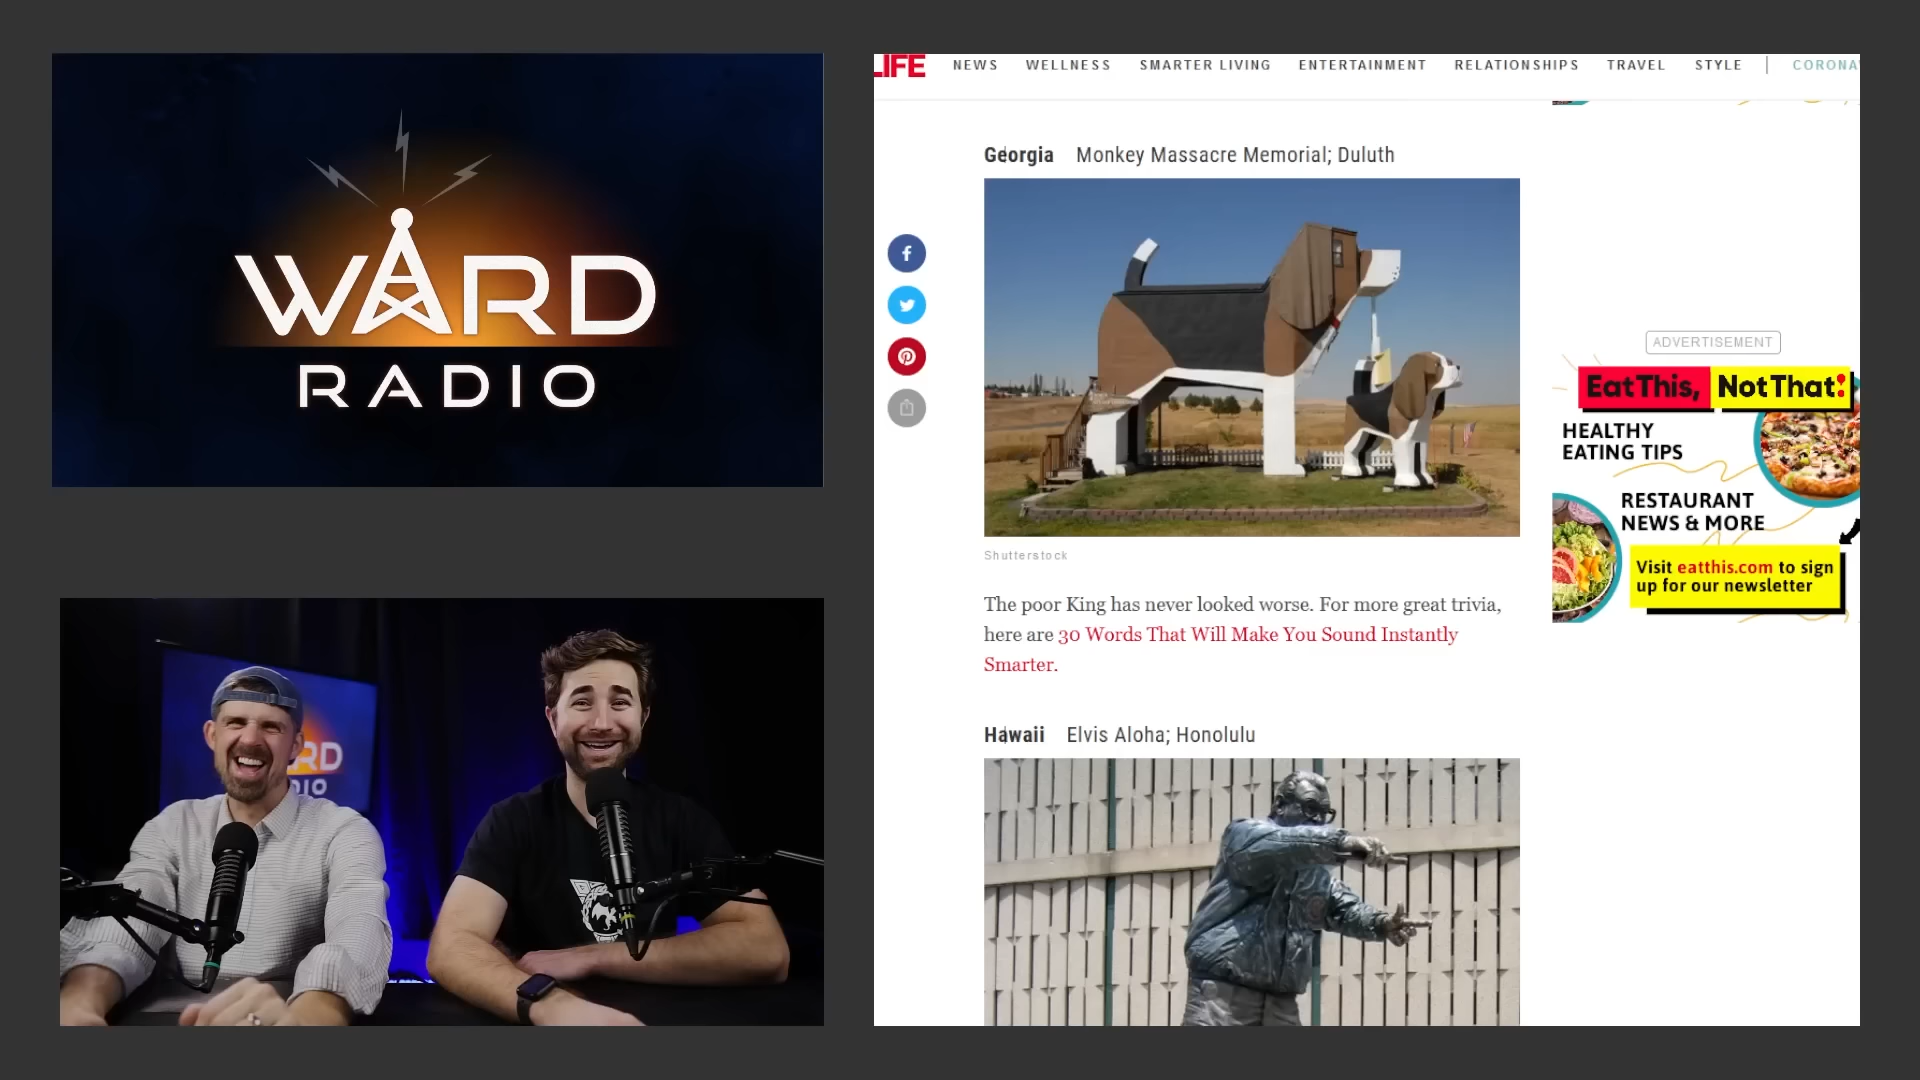 WARD
RADIO
RD
DIO
LIFE
NEWS WELLNESS SMARTER LIVING ENTERTAINMENT RELATIONSHIPS TRAVEL STYLE CORONA
Georgia Monkey Massacre Memorial; Duluth
Shutterstock
The poor King has never looked worse. For more great trivia,
here are 30 Words That Will Make You Sound Instantly
Smarter.
Hawaii Elvis Aloha; Honolulu
ADVERTISEMENT
Eat This, Not That!
HEALTHY
EATING TIPS
RESTAURANT
NEWS & MORE
Visit eatthis.com to sign
up for our newsletter